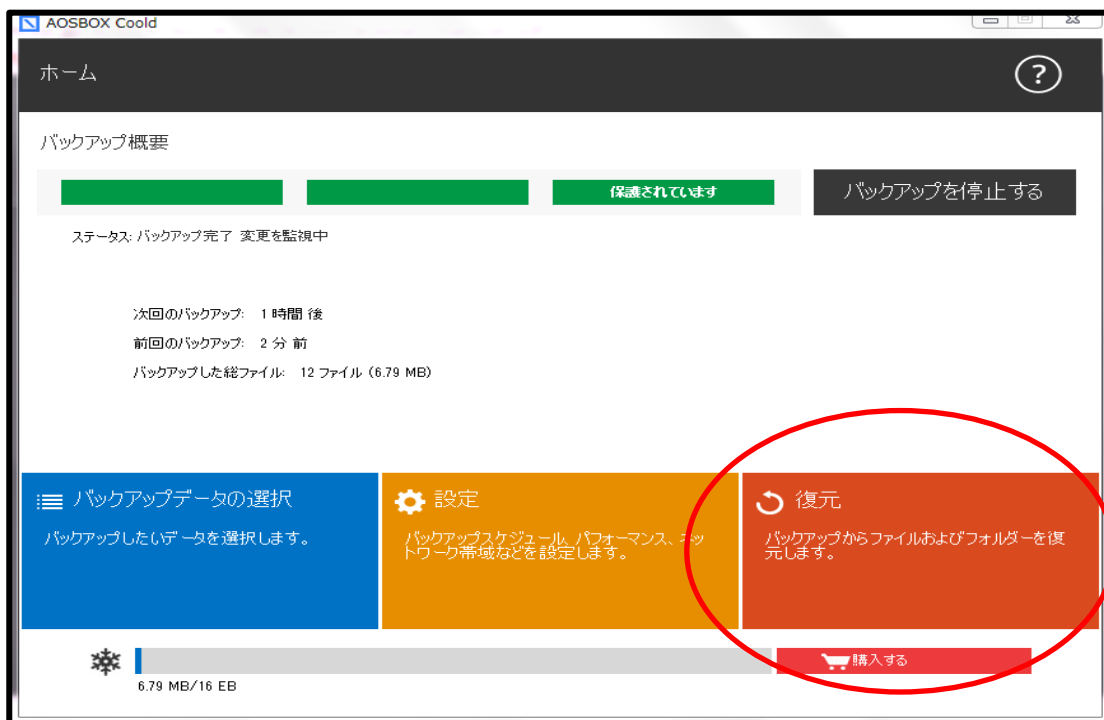 AOSBOX Coold
ホーム
?
バックアップ概要
保護されています
バックアップを停止する
ステータス: バックアップ完了 変更を監視中
次回のバックアップ: 1 時間 後
前回のバックアップ: 2 分 前
バックアップした総ファイル: 12 ファイル (6.79 MB)
バックアップデータの選択
バックアップしたいデータを選択します。
設定
バックアップスケジュール、パフォーマンス、ネッ
トワーク帯域などを設定します。
復元
バックアップからファイルおよびフォルダーを復
元します。
購入する
6.79 MB/16 EB